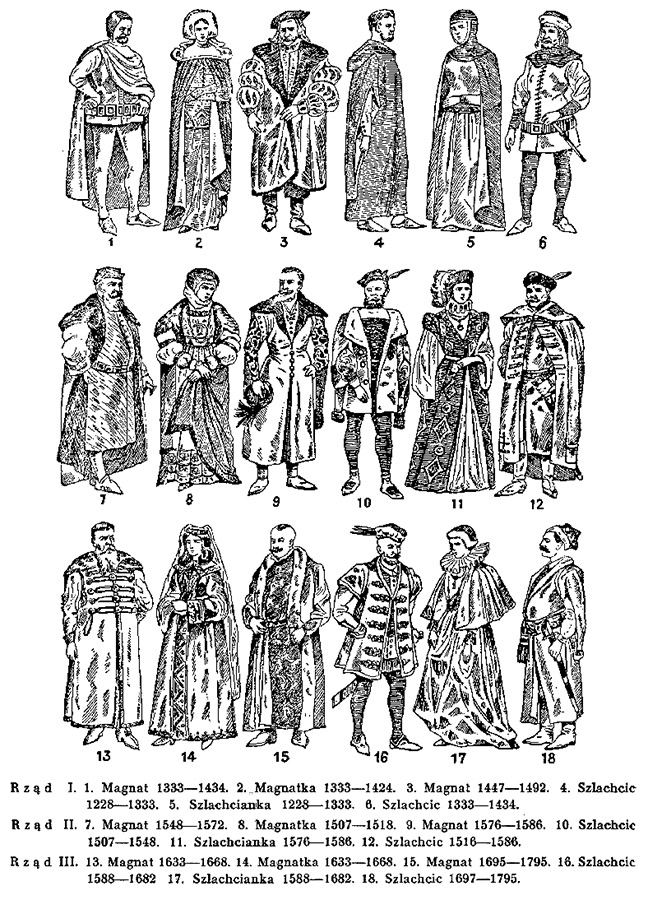 1 2 3 4 5 6
7 8 9 10 11 12
13 14 15 16 17 18
Rząd I. 1. Magnat 1333—1434. 2. Magnatka 1333—1424. 3. Magnat 1447—1492. 4. Szlachcic
1228—1333. 5. Szlachcianka 1228—1333. 6. Szlachcic 1333—1434.
Rząd II. 7. Magnat 1548—1572. 8. Magnatka 1507—1518. 9. Magnat 1576—1586. 10. Szlachcic
1507—1548. 11. Szlachcianka 1576—1586. 12. Szlachcic 1516—1586.
Rząd III. 13. Magnat 1633—1668. 14. Magnatka 1633—1668. 15. Magnat 1695—1795. 16. Szlachcic
1588—1682 17. Szlachcianka 1588—1682. 18. Szlachcic 1697—1795.